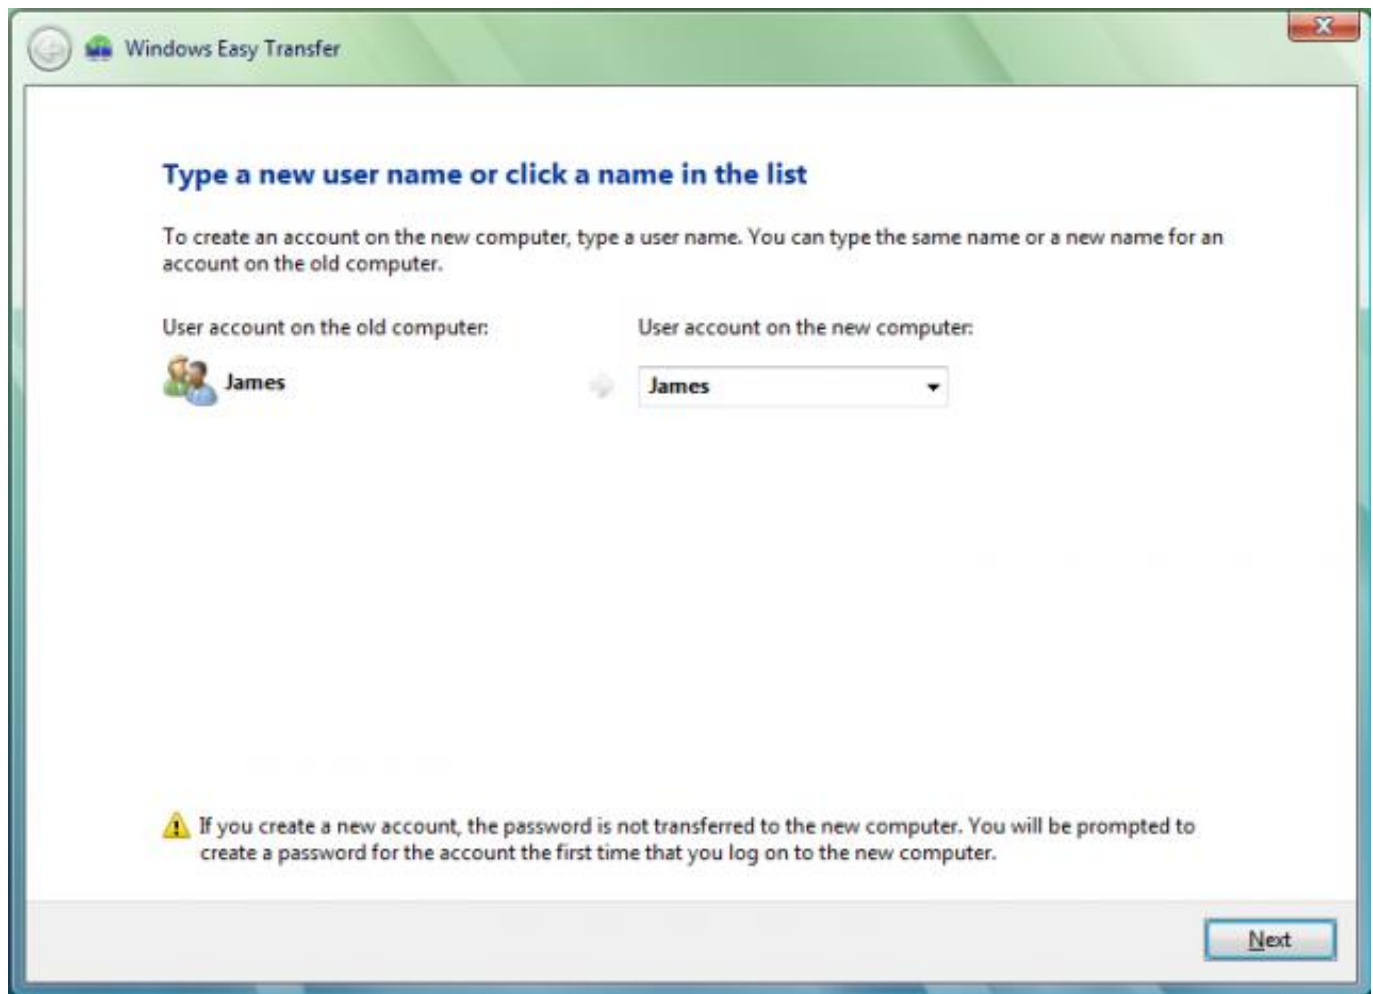 Windows Easy Transfer
Type a new user name or click a name in the list
To create an account on the new computer, type a user name. You can type the same name or a new name for an
account on the old computer.
User account on the old computer:
User account on the new computer:
James
James
If you create a new account, the password is not transferred to the new computer. You will be prompted to
create a password for the account the first time that you log on to the new computer.
Next